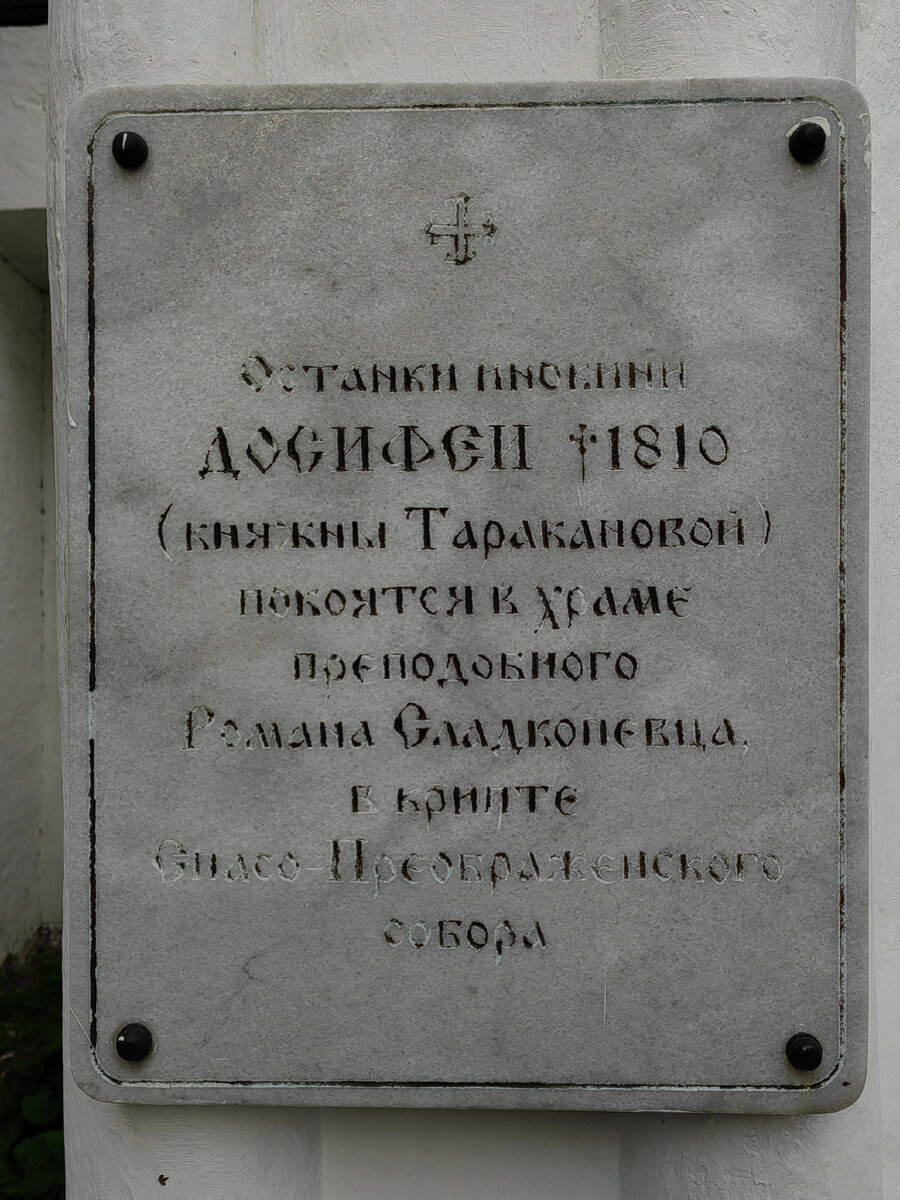 Останки инокини
ДОСИФЕИ †1810
(княжны Таракановой)
покоятся в храме
преподобного
Романа Сладкопевца,
в крипте
Спасо-Преображенского
собора